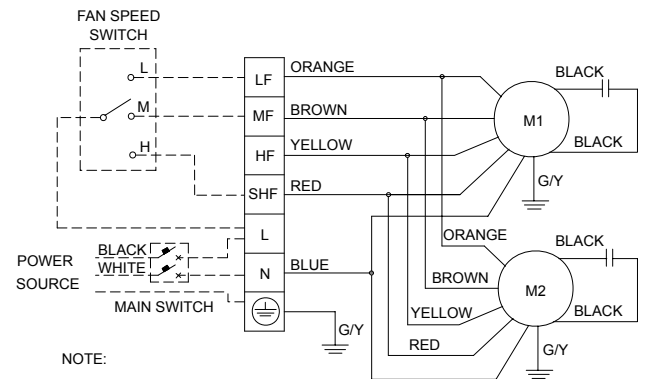 FAN SPEED
SWITCH
L
M
H
LF
MF
HF
SHF
L
N
ORANGE
BROWN
YELLOW
RED
BLUE
G/Y
BLACK
M1
BLACK
G/Y
ORANGE
BROWN
YELLOW
RED
BLACK
M2
BLACK
G/Y
POWER
SOURCE
BLACK
WHITE
MAIN SWITCH
NOTE: